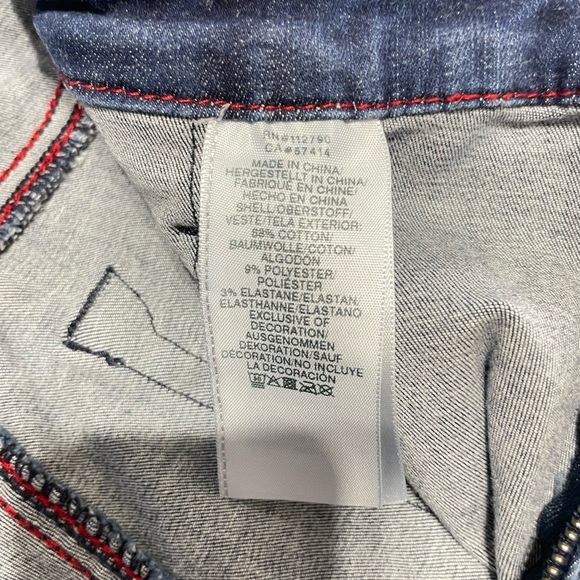 RN#112790
CA#57414
MADE IN CHINA/
HERGESTELLT IN CHINA/
FABRIQUÉ EN CHINE/
HECHO EN CHINA
SHELL/OBERSTOFF/
VESTE/TELA EXTERIOR:
88% COTTON/
BAUMWOLLE/COTON/
ALGODON
9% POLYESTER/
POLIÉSTER
3% ELASTANE/ELASTAN/
ELASTHANNE/ELASTANO
EXCLUSIVE OF
DECORATION/
AUSGENOMMEN
DEKORATION/SAUF
DÉCORATION/NO INCLUYE
LA DECORACIÓN